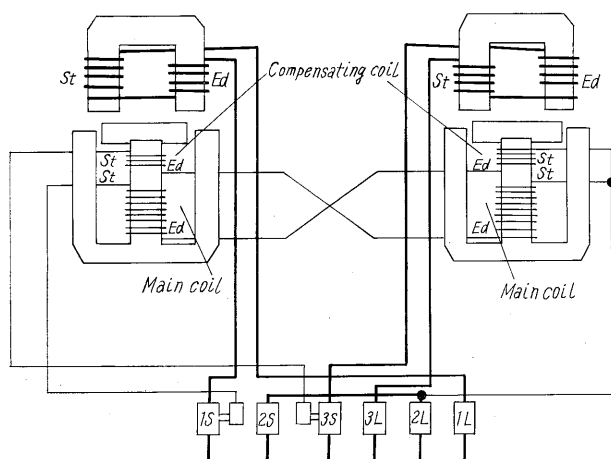 St
Ed
Compensating coil
St
Ed
St
Ed
St
Ed
Main coil
Ed
St
St
Ed
Main coil
1S
2S
3S
3L
2L
1L